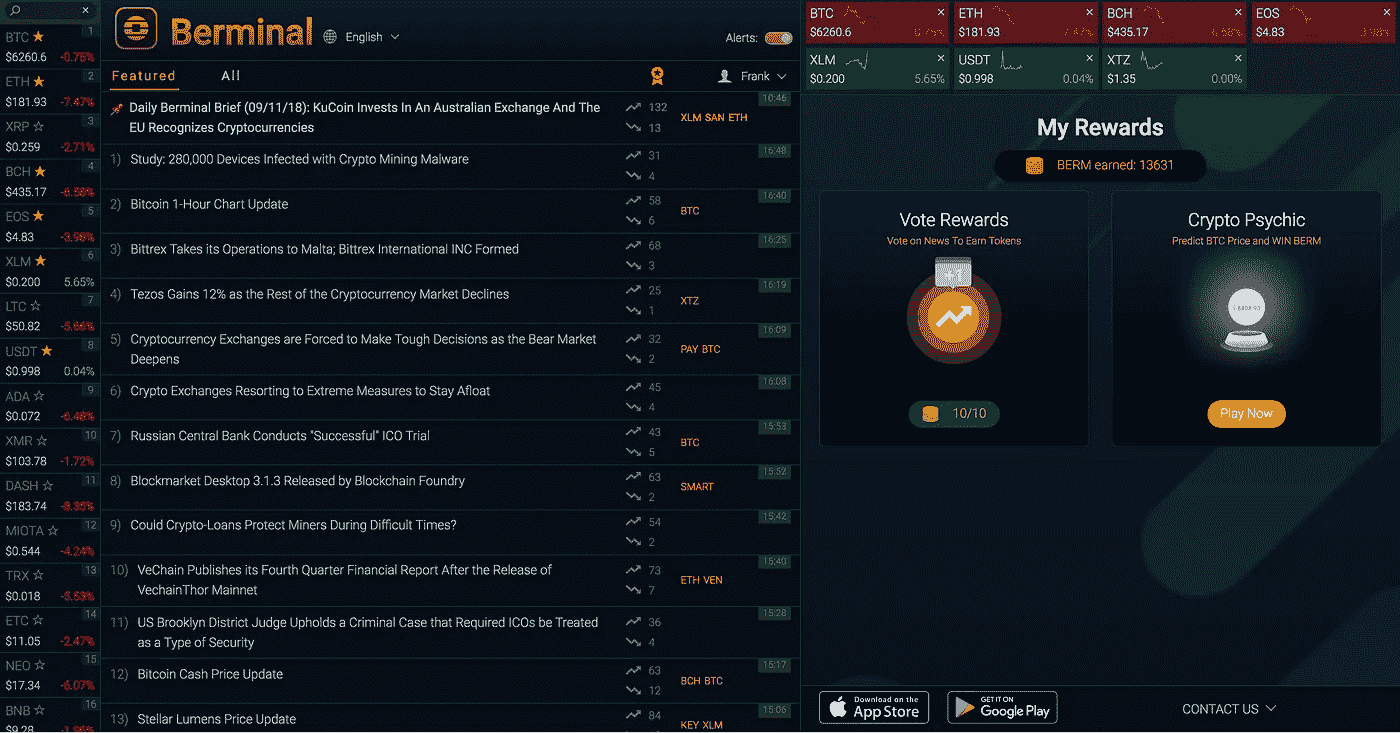 BTC 1
$6260.6 -0.75%
ETH 2
$181.93 -7.47%
XRP 3
$0.259 -2.71%
BCH 4
$435.17 -6.58%
EOS 5
$4.83 -3.98%
XLM 6
$0.200 5.65%
LTC 7
$50.82
USDT 8
$0.998 0.04%
ADA 9
$0.072
XMR 10
$103.78 -1.72%
DASH 11
$183.74
MIOTA 12
$0.544 -4.24%
TRX 13
$0.018
ETC 14
$11.05 -2.47%
NEO 15
$17.34 -6.07%
BNB 16
$9.28
Berminal
English
Alerts:
Featured All
Frank
Daily Berminal Brief (09/11/18): KuCoin Invests In An Australian Exchange And The 132 10:46
EU Recognizes Cryptocurrencies 13 XLM SAN ETH
1) Study: 280,000 Devices Infected with Crypto Mining Malware 31 16:48
4
2) Bitcoin 1-Hour Chart Update 58 16:40
6 BTC
3) Bittrex Takes its Operations to Malta; Bittrex International INC Formed 68 16:25
3
4) Tezos Gains 12% as the Rest of the Cryptocurrency Market Declines 25 16:19
1 XTZ
5) Cryptocurrency Exchanges are Forced to Make Tough Decisions as the Bear Market 32 16:09
Deepens 2 PAY BTC
6) Crypto Exchanges Resorting to Extreme Measures to Stay Afloat 45 16:08
4
7) Russian Central Bank Conducts "Successful" ICO Trial 43 15:53
5 BTC
8) Blockmarket Desktop 3.1.3 Released by Blockchain Foundry 63 15:52
2 SMART
9) Could Crypto-Loans Protect Miners During Difficult Times? 54 15:42
2
10) VeChain Publishes its Fourth Quarter Financial Report After the Release of 73 15:40
VechainThor Mainnet 7 ETH VEN
11) US Brooklyn District Judge Upholds a Criminal Case that Required ICOs be Treated 36 15:28
as a Type of Security 4
12) Bitcoin Cash Price Update 63 15:17
12 BCH BTC
13) Stellar Lumens Price Update 84 15:06
KEY XLM
BTC
$6260.6 0.75%
ETH
$181.93 7.47%
BCH
$435.17 6.58%
EOS
$4.83 3.98%
XLM
$0.200 5.65%
USDT
$0.998 0.04%
XTZ
$1.35 0.00%
My Rewards
BERM earned: 13631
Vote Rewards
Vote on News To Earn Tokens
+1
10/10
Crypto Psychic
Predict BTC Price and WIN BERM
Play Now
Download on the
App Store
GET IT ON
Google Play
CONTACT US